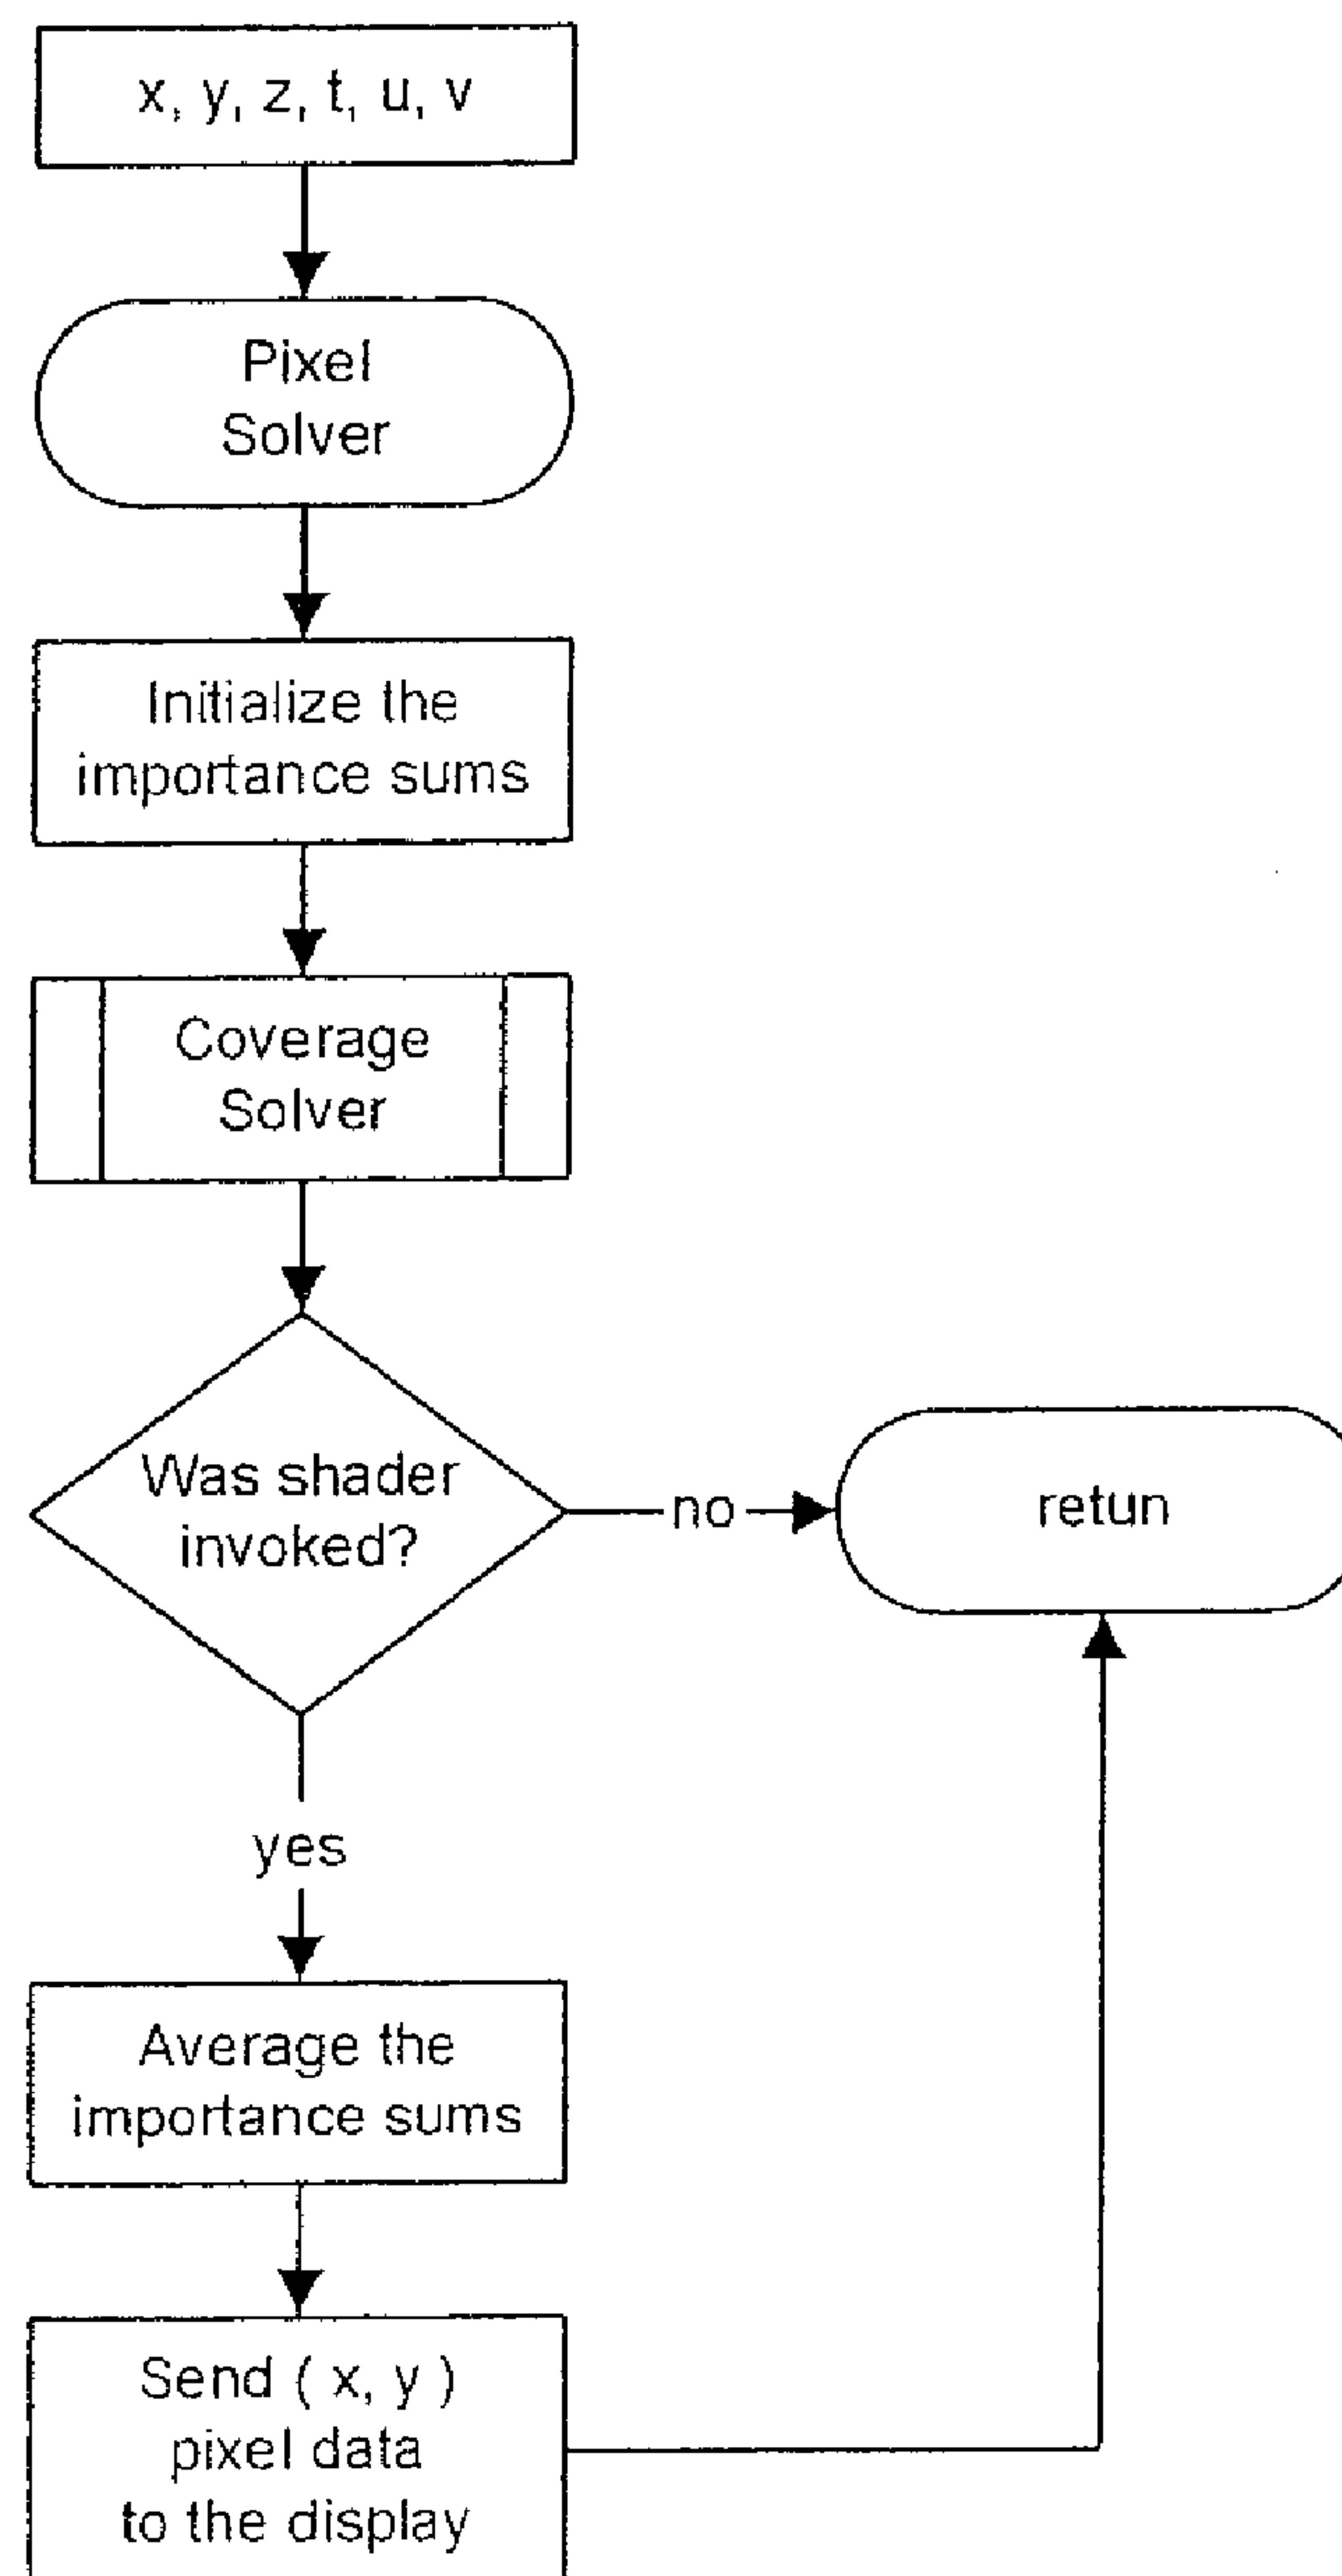 x, y, z, t, u, v
Pixel
Solver
Initialize the
importance sums
Coverage
Solver
Was shader
invoked?
no
retun
yes
Average the
importance sums
Send ( x, y )
pixel data
to the display